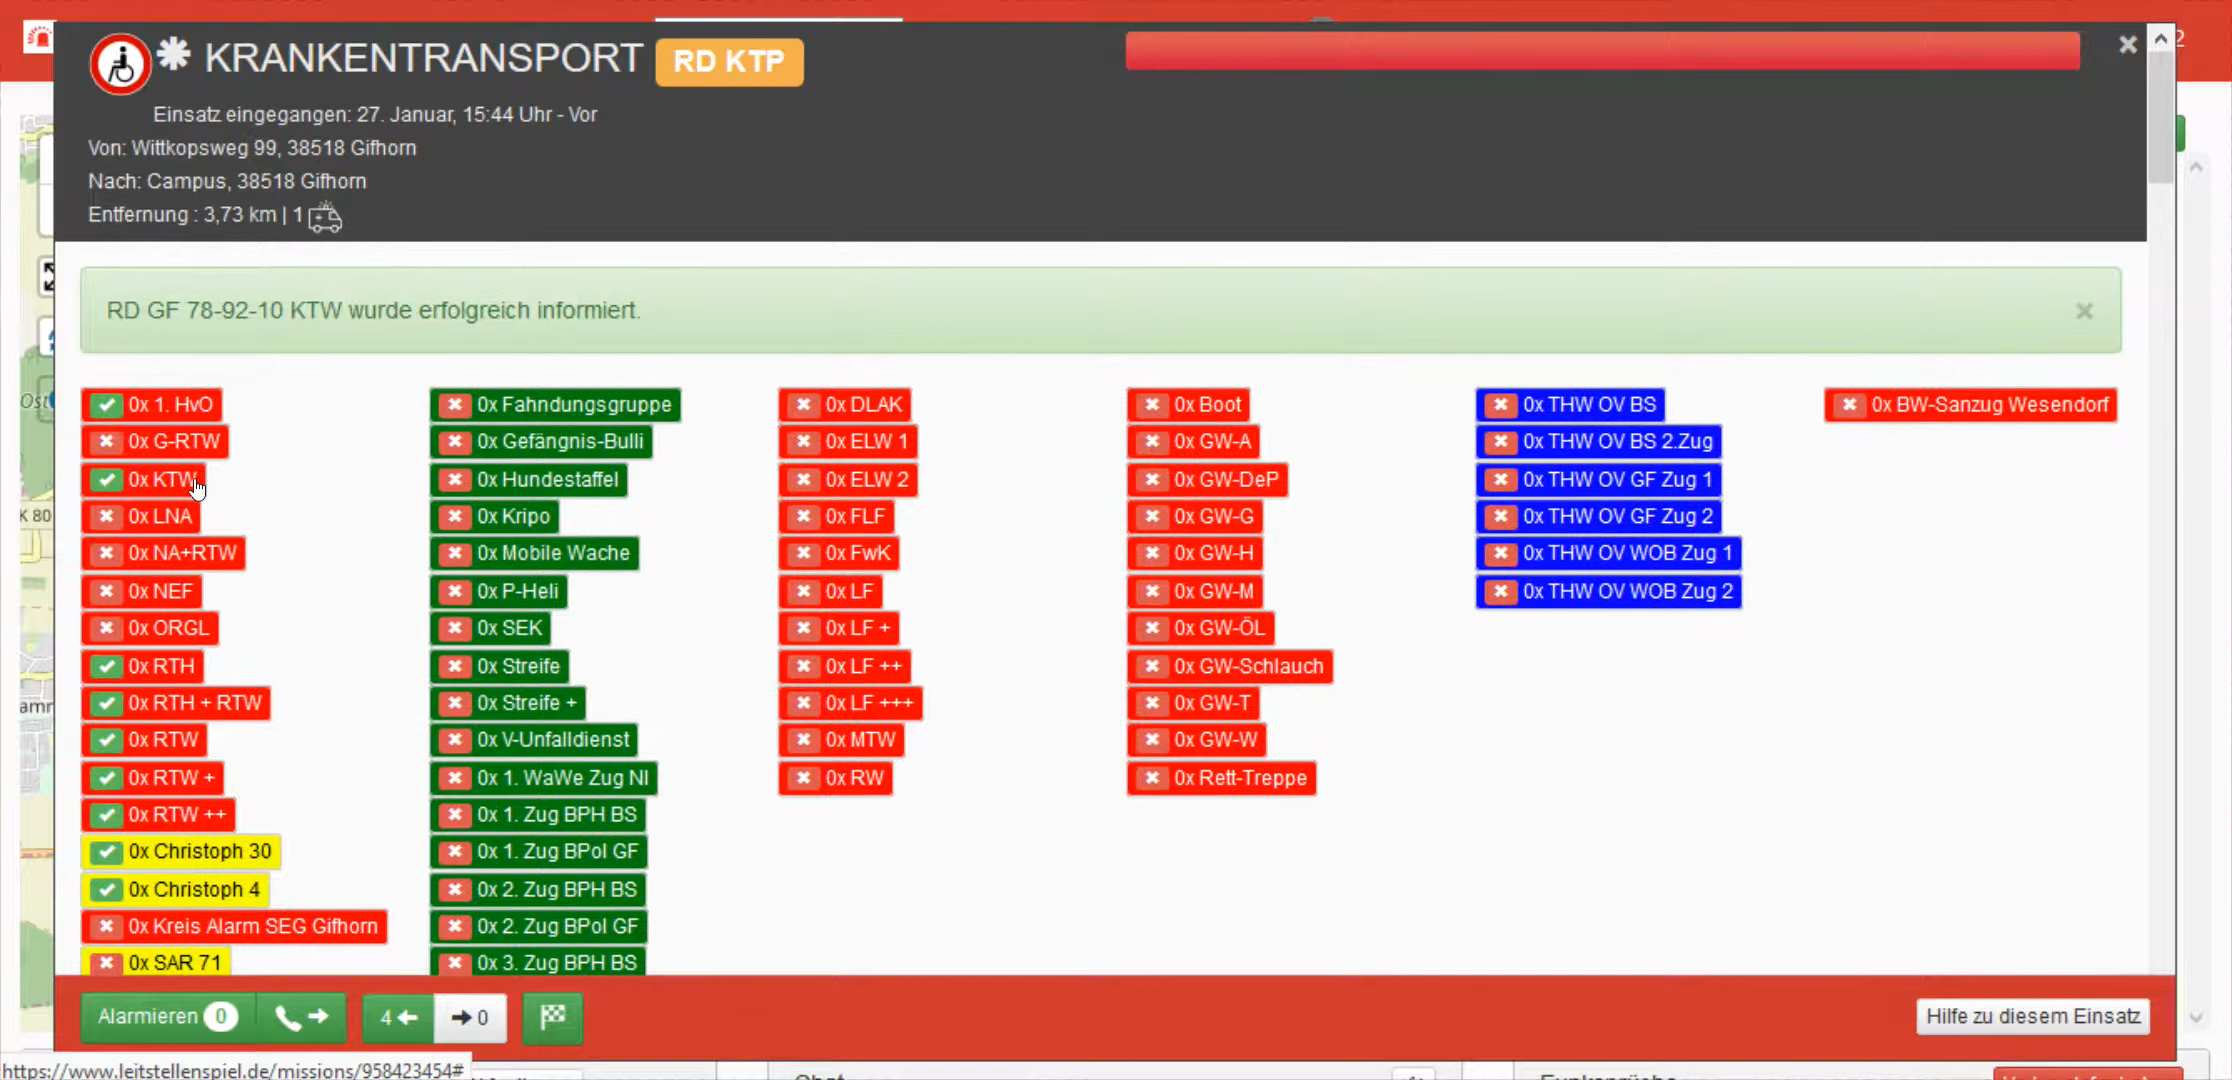 KRANKENTRANSPORT RD KTP
Einsatz eingegangen: 27. Januar, 15:44 Uhr - Vor
Von: Wittkopsweg 99, 38518 Gifhorn
Nach: Campus, 38518 Gifhorn
Entfernung : 3,73 km | 1
RD GF 78-92-10 KTW wurde erfolgreich informiert.
0x 1. HvO
0x G-RTW
0x KTW
0x LNA
0x NA+RTW
0x NEF
0x ORGL
0x RTH
0x RTH + RTW
0x RTW
0x RTW +
0x RTW ++
0x Christoph 30
0x Christoph 4
0x Kreis Alarm SEG Gifhorn
0x SAR 71
0x Fahndungsgruppe
0x Gefängnis-Bulli
0x Hundestaffel
0x Kripo
0x Mobile Wache
0x P-Heli
0x SEK
0x Streife
0x Streife +
0x V-Unfalldienst
0x 1. WaWe Zug NI
0x 1. Zug BPH BS
0x 1. Zug BPol GF
0x 2. Zug BPH BS
0x 2. Zug BPol GF
0x 3. Zug BPH BS
0x DLAK
0x ELW 1
0x ELW 2
0x FLF
0x FwK
0x LF
0x LF +
0x LF ++
0x LF +++
0x MTW
0x RW
0x Boot
0x GW-A
0x GW-DeP
0x GW-G
0x GW-H
0x GW-M
0x GW-ÖL
0x GW-Schlauch
0x GW-T
0x GW-W
0x Rett-Treppe
0x THW OV BS
0x THW OV BS 2.Zug
0x THW OV GF Zug 1
0x THW OV GF Zug 2
0x THW OV WOB Zug 1
0x THW OV WOB Zug 2
0x BW-Sanzug Wesendorf
Alarmieren 0
4
0
Hilfe zu diesem Einsatz
https://www.leitstellenspiel.de/missions/958423454#
K 80
2